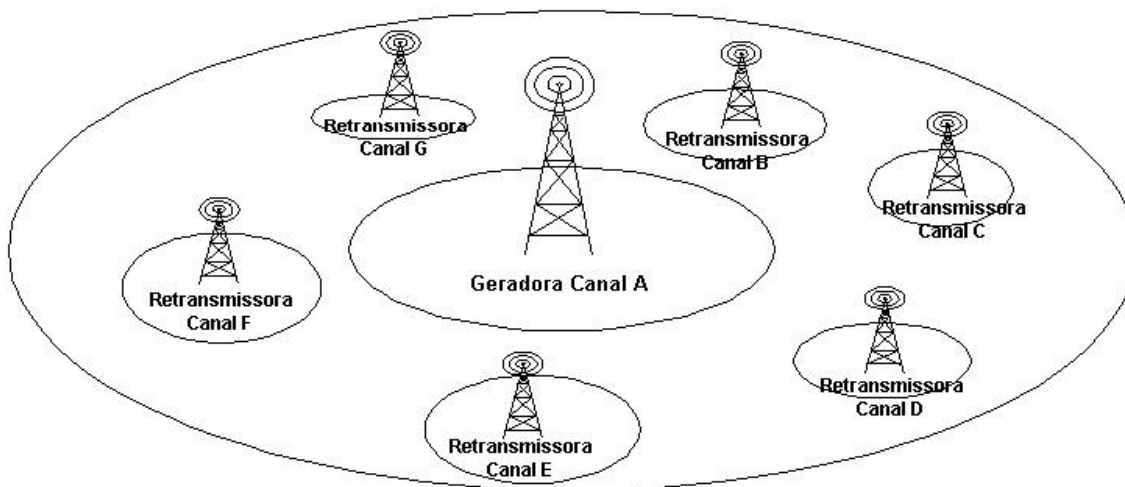 Retransmissora
Canal G
Retransmissora
Canal B
Retransmissora
Canal C
Geradora Canal A
Retransmissora
Canal F
Retransmissora
Canal D
Retransmissora
Canal E